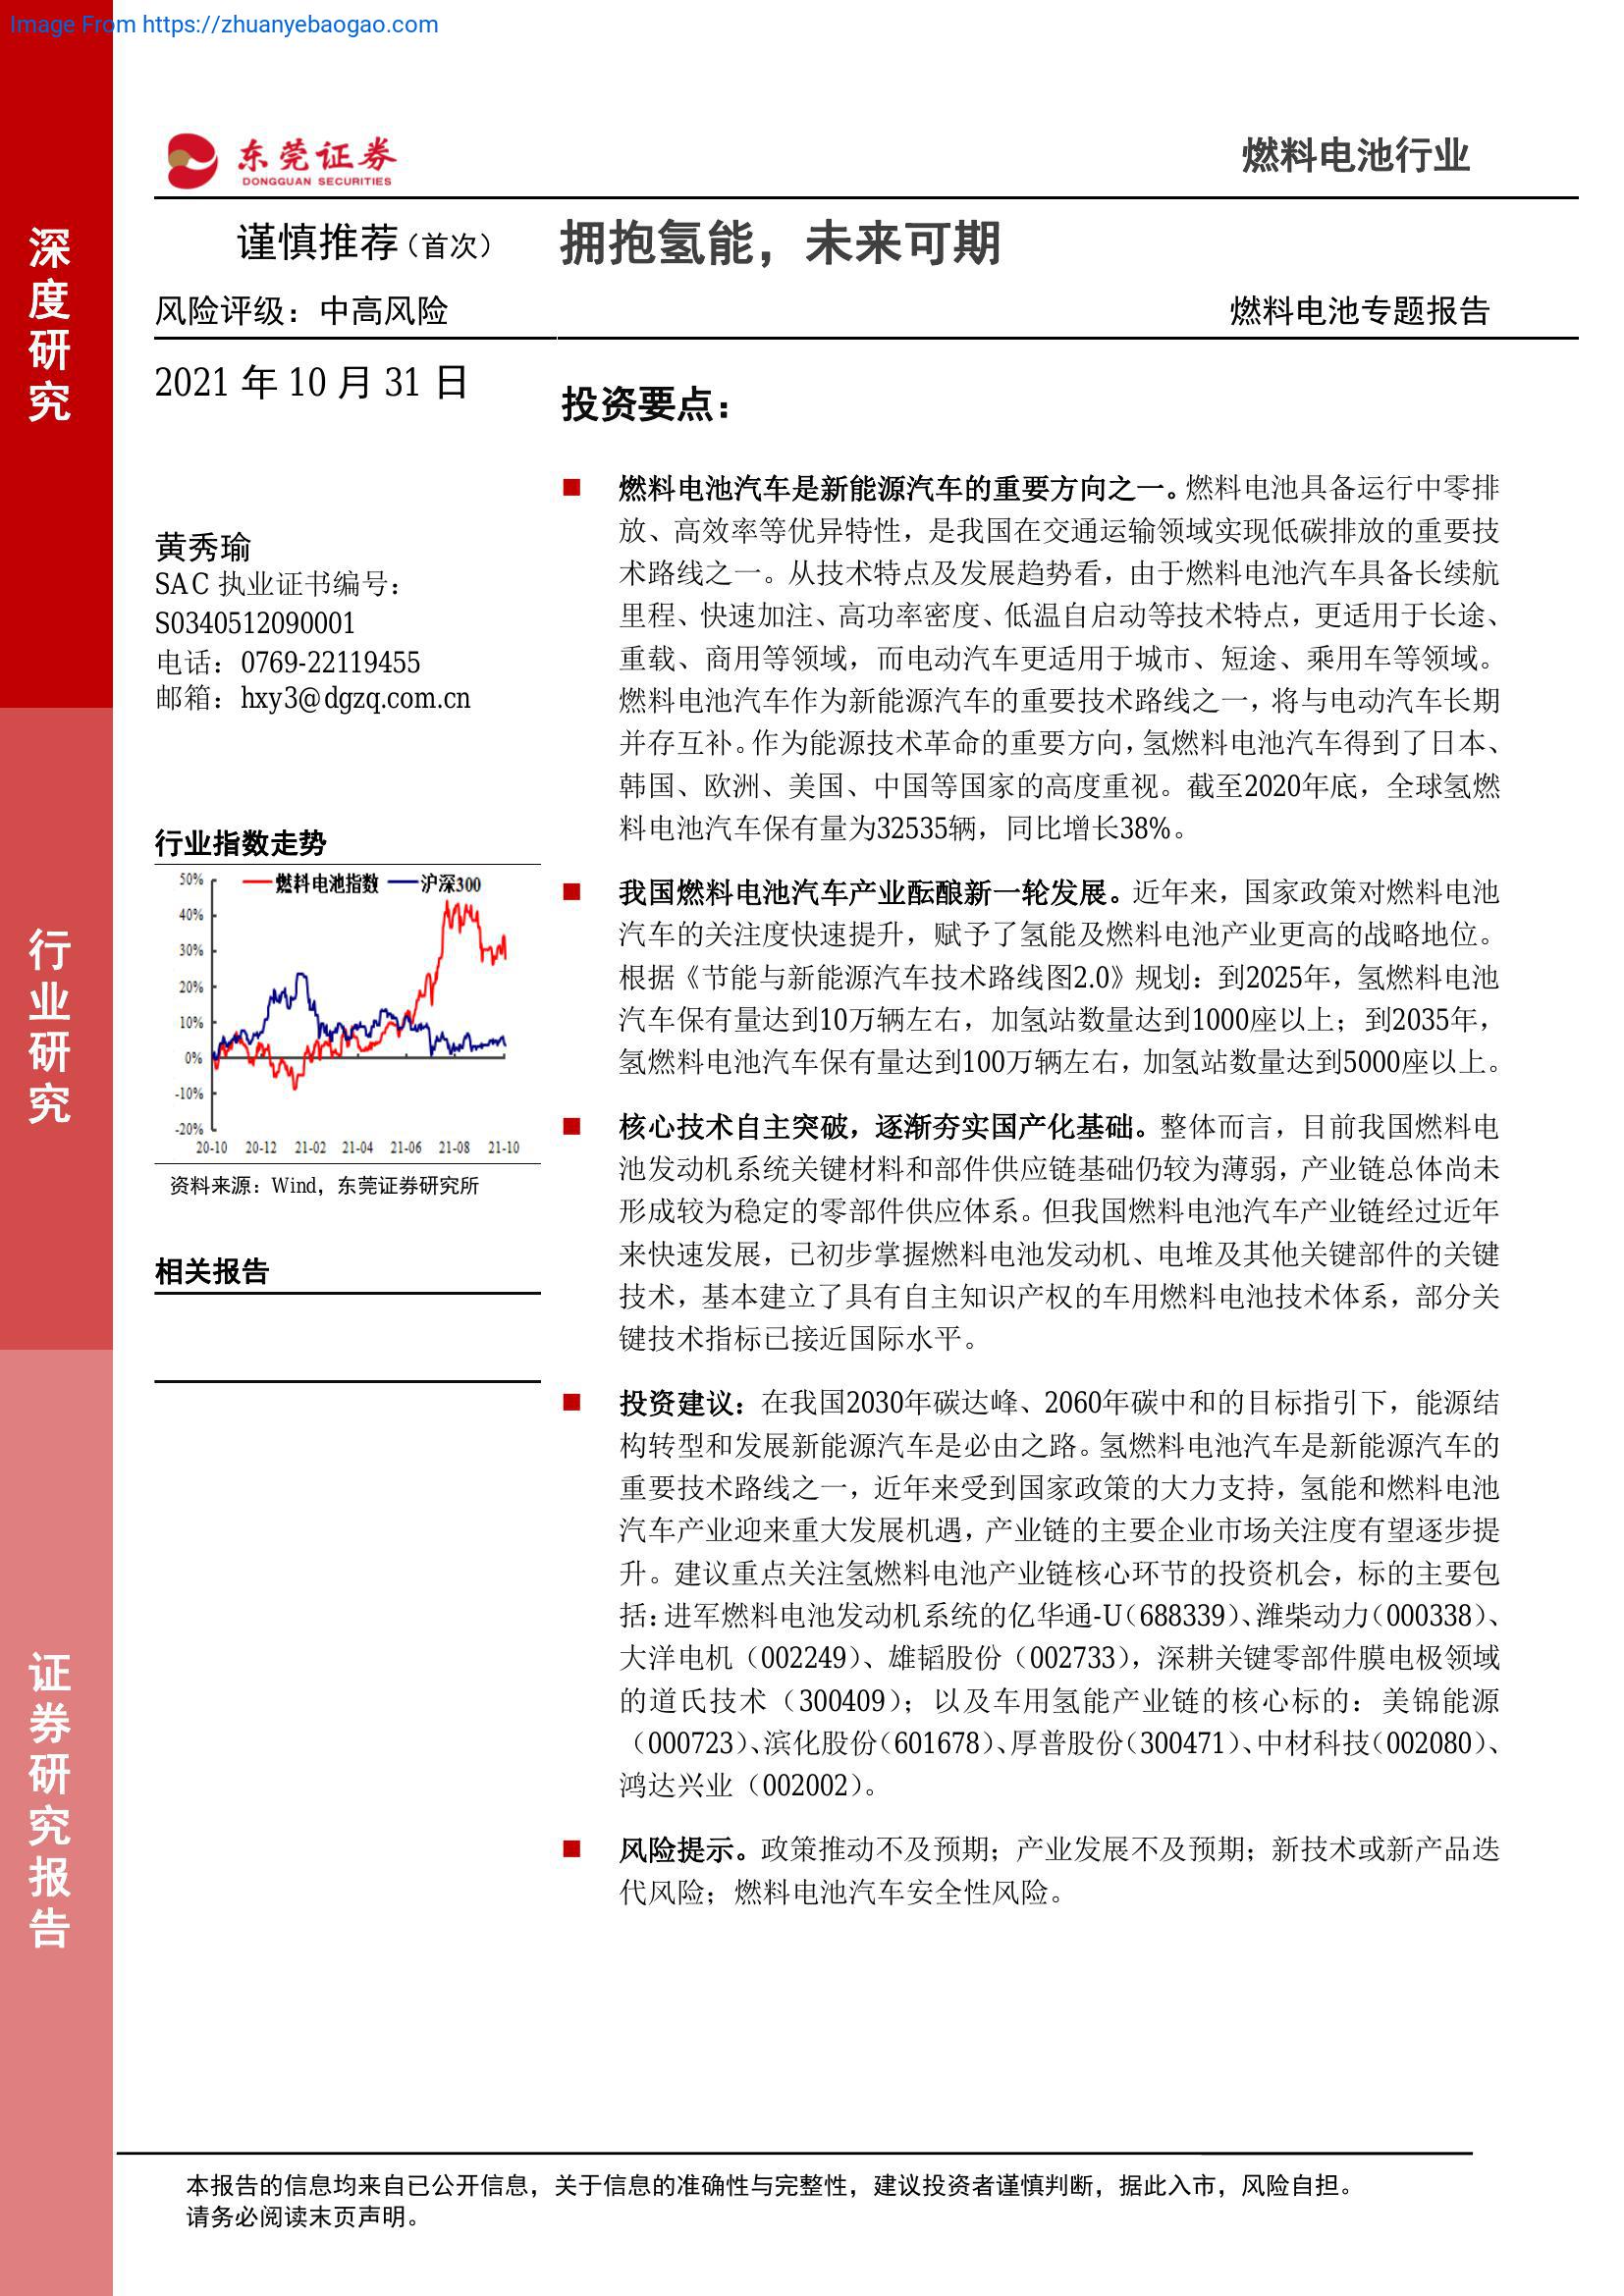 Image From https://zhuanyebaogao.com
东莞证券
DONGGUAN SECURITIES
燃料电池行业
深度研究
行业研究
证券研究报告
谨慎推荐（首次）
拥抱氢能，未来可期
风险评级：中高风险
燃料电池专题报告
2021 年 10 月 31 日
黄秀瑜
SAC 执业证书编号：
S0340512090001
电话：0769-22119455
邮箱：hxy3@dgzq.com.cn
行业指数走势
燃料电池指数
沪深300
50%
40%
30%
20%
10%
0%
-10%
-20%
20-10 20-12 21-02 21-04 21-06 21-08 21-10
资料来源：Wind，东莞证券研究所
相关报告
投资要点：
■ 燃料电池汽车是新能源汽车的重要方向之一。燃料电池具备运行中零排
放、高效率等优异特性，是我国在交通运输领域实现低碳排放的重要技
术路线之一。从技术特点及发展趋势看，由于燃料电池汽车具备长续航
里程、快速加注、高功率密度、低温自启动等技术特点，更适用于长途、
重载、商用等领域，而电动汽车更适用于城市、短途、乘用车等领域。
燃料电池汽车作为新能源汽车的重要技术路线之一，将与电动汽车长期
并存互补。作为能源技术革命的重要方向，氢燃料电池汽车得到了日本、
韩国、欧洲、美国、中国等国家的高度重视。截至2020年底，全球氢燃
料电池汽车保有量为32535辆，同比增长38%。
■ 我国燃料电池汽车产业酝酿新一轮发展。近年来，国家政策对燃料电池
汽车的关注度快速提升，赋予了氢能及燃料电池产业更高的战略地位。
根据《节能与新能源汽车技术路线图2.0》规划：到2025年，氢燃料电池
汽车保有量达到10万辆左右，加氢站数量达到1000座以上；到2035年，
氢燃料电池汽车保有量达到100万辆左右，加氢站数量达到5000座以上。
■ 核心技术自主突破，逐渐夯实国产化基础。整体而言，目前我国燃料电
池发动机系统关键材料和部件供应链基础仍较为薄弱，产业链总体尚未
形成较为稳定的零部件供应体系。但我国燃料电池汽车产业链经过近年
来快速发展，已初步掌握燃料电池发动机、电堆及其他关键部件的关键
技术，基本建立了具有自主知识产权的车用燃料电池技术体系，部分关
键技术指标已接近国际水平。
■ 投资建议：在我国2030年碳达峰、2060年碳中和的目标指引下，能源结
构转型和发展新能源汽车是必由之路。氢燃料电池汽车是新能源汽车的
重要技术路线之一，近年来受到国家政策的大力支持，氢能和燃料电池
汽车产业迎来重大发展机遇，产业链的主要企业市场关注度有望逐步提
升。建议重点关注氢燃料电池产业链核心环节的投资机会，标的主要包
括：进军燃料电池发动机系统的亿华通-U（688339）、潍柴动力（000338）、
大洋电机（002249）、雄韬股份（002733），深耕关键零部件膜电极领域
的道氏技术（300409）；以及车用氢能产业链的核心标的：美锦能源
（000723）、滨化股份（601678）、厚普股份（300471）、中材科技（002080）、
鸿达兴业（002002）。
■ 风险提示。政策推动不及预期；产业发展不及预期；新技术或新产品迭
代风险；燃料电池汽车安全性风险。
本报告的信息均来自已公开信息，关于信息的准确性与完整性，建议投资者谨慎判断，据此入市，风险自担。
请务必阅读末页声明。